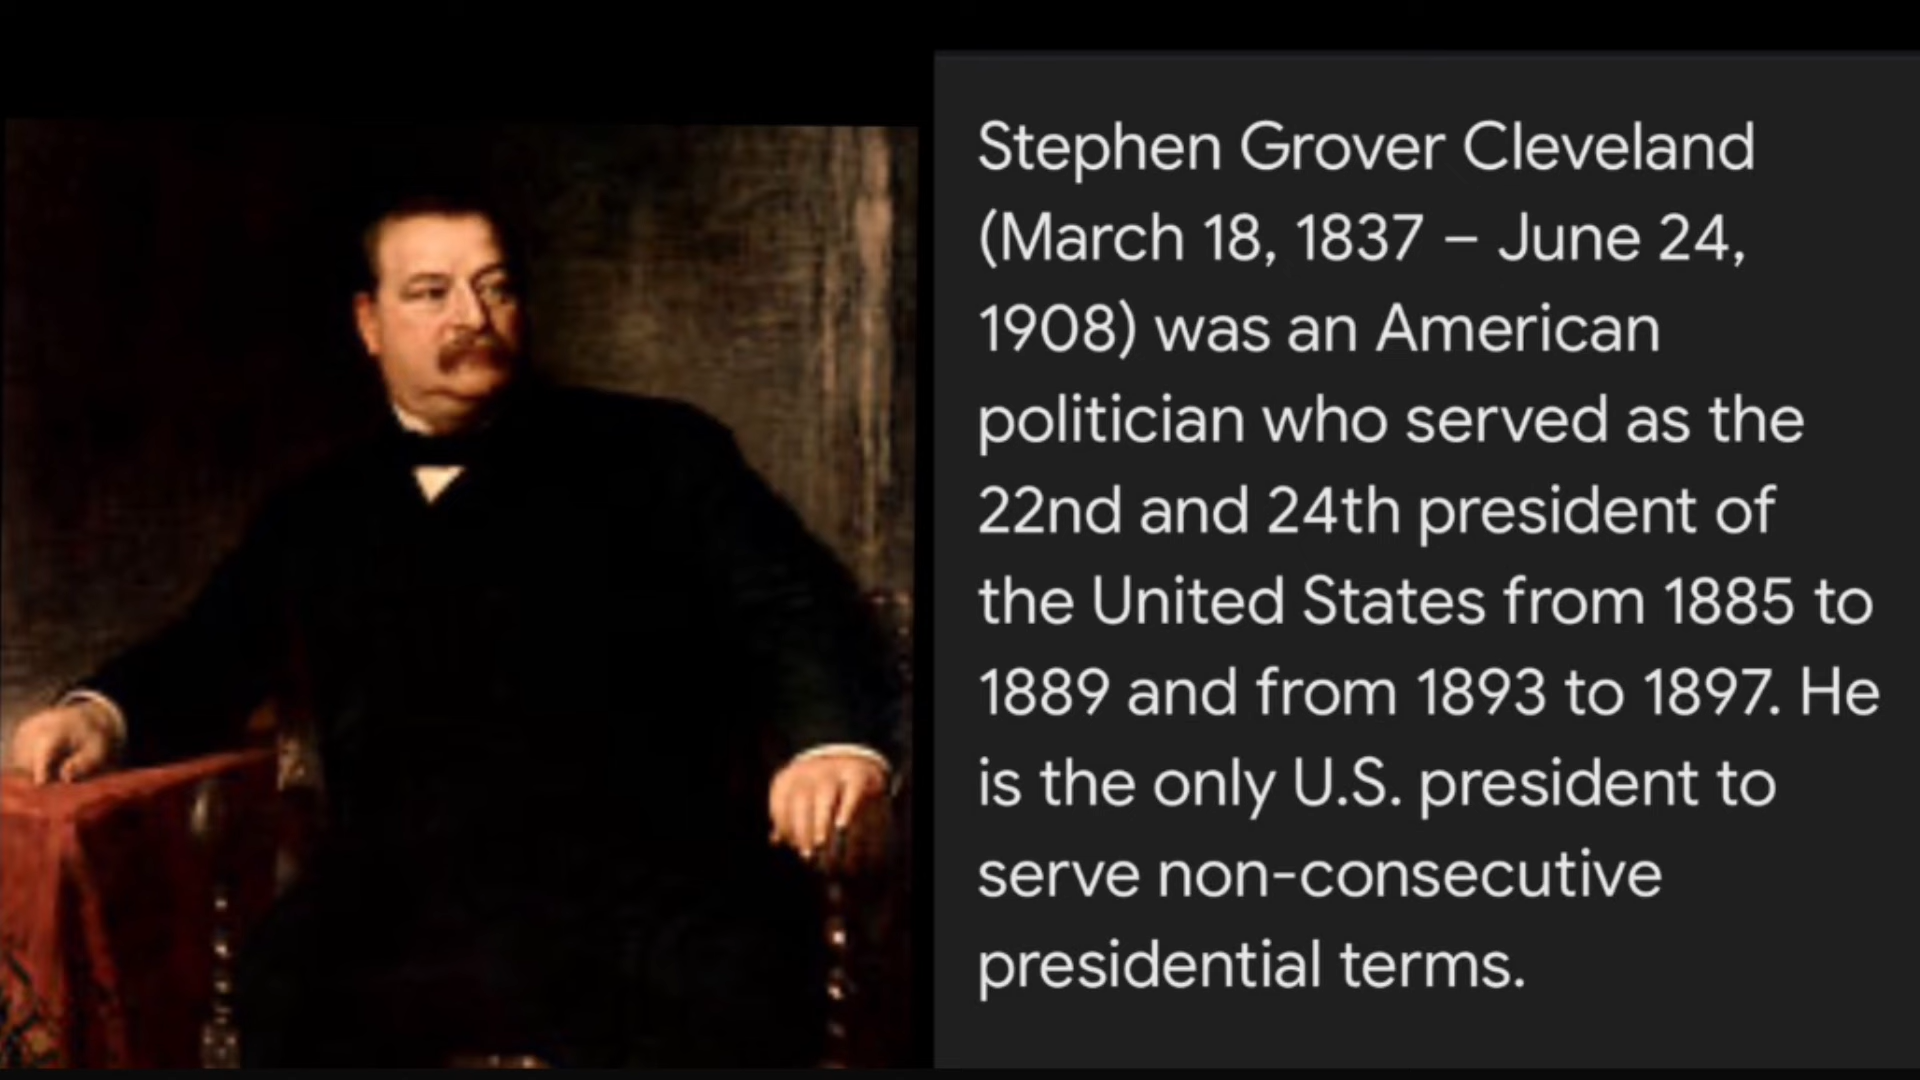 Stephen Grover Cleveland
(March 18, 1837 – June 24,
1908) was an American
politician who served as the
22nd and 24th president of
the United States from 1885 to
1889 and from 1893 to 1897. He
is the only U.S. president to
serve non-consecutive
presidential terms.